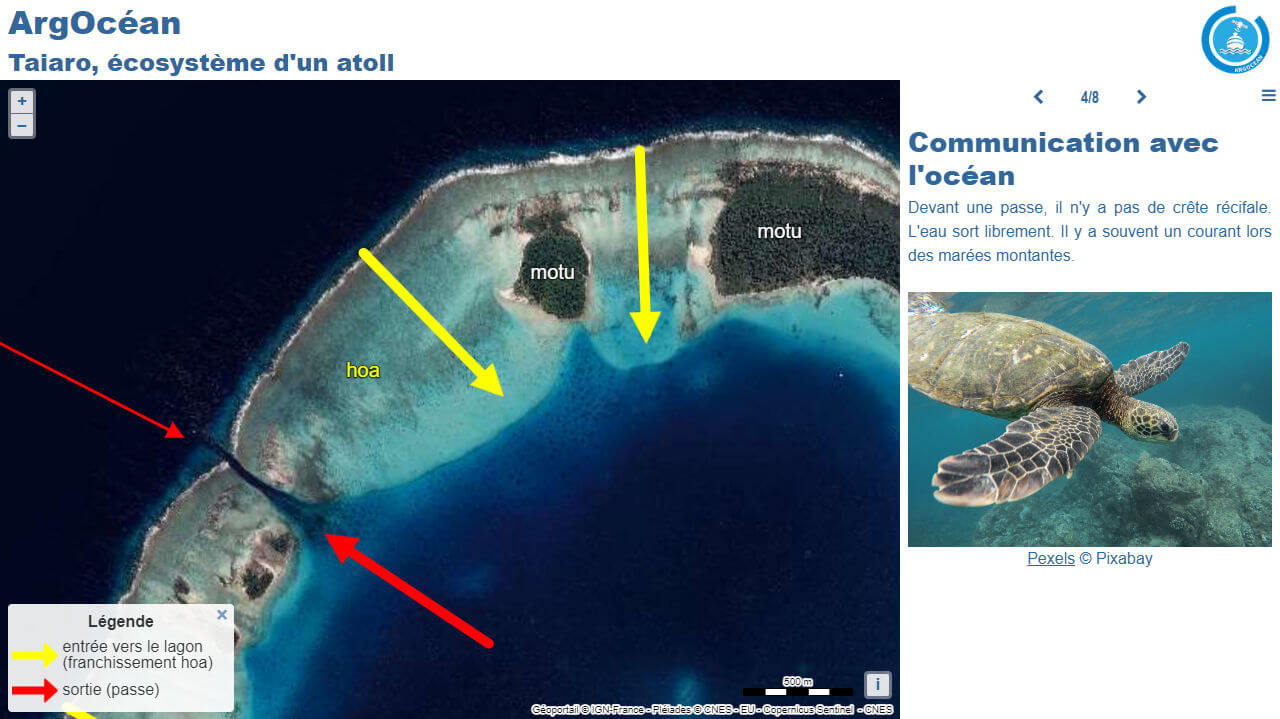 ArgOcéan
Taiaro, écosystème d'un atoll
ARGOCÉAN
+
−
motu
motu
hoa
Légende
×
entrée vers le lagon
(franchissement hoa)
sortie (passe)
500 m
i
Géoportail © IGN-France - Pléiades © CNES - EU - Copernicus Sentinel - CNES
4/8
Communication avec
l'océan
Devant une passe, il n'y a pas de crête récifale.
L'eau sort librement. Il y a souvent un courant lors
des marées montantes.
Pexels © Pixabay